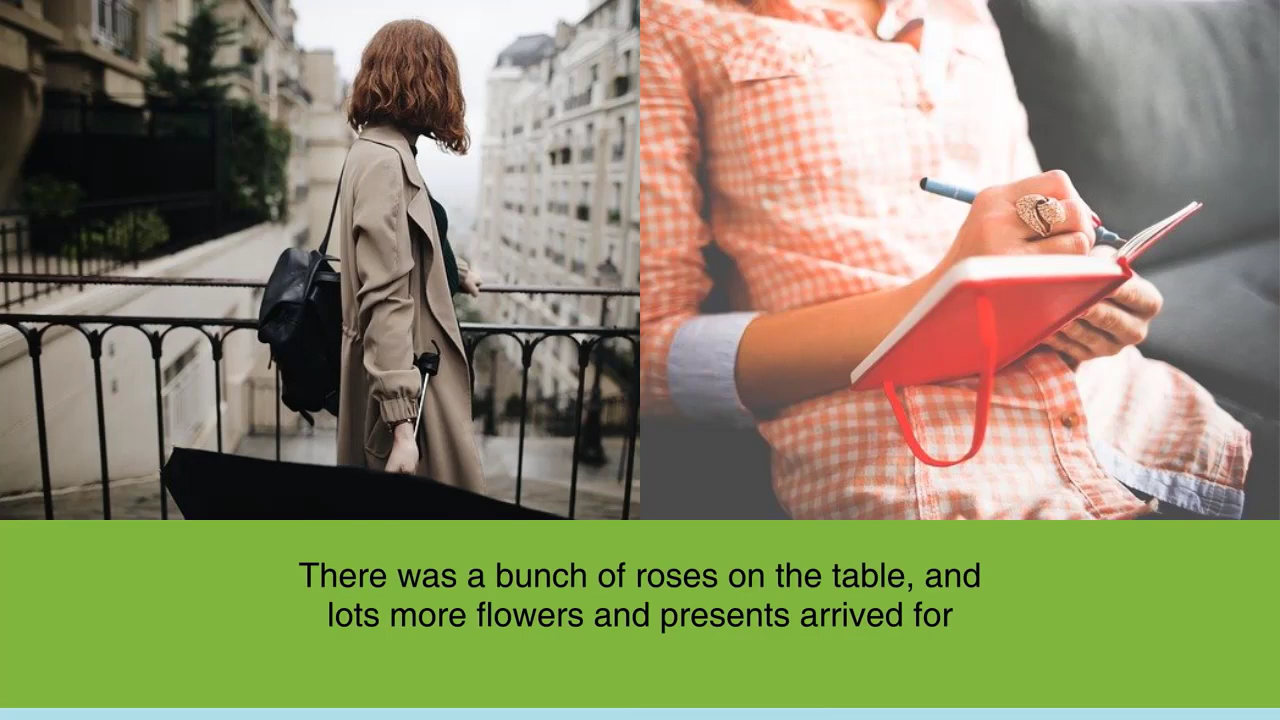 There was a bunch of roses on the table, and
lots more flowers and presents arrived for